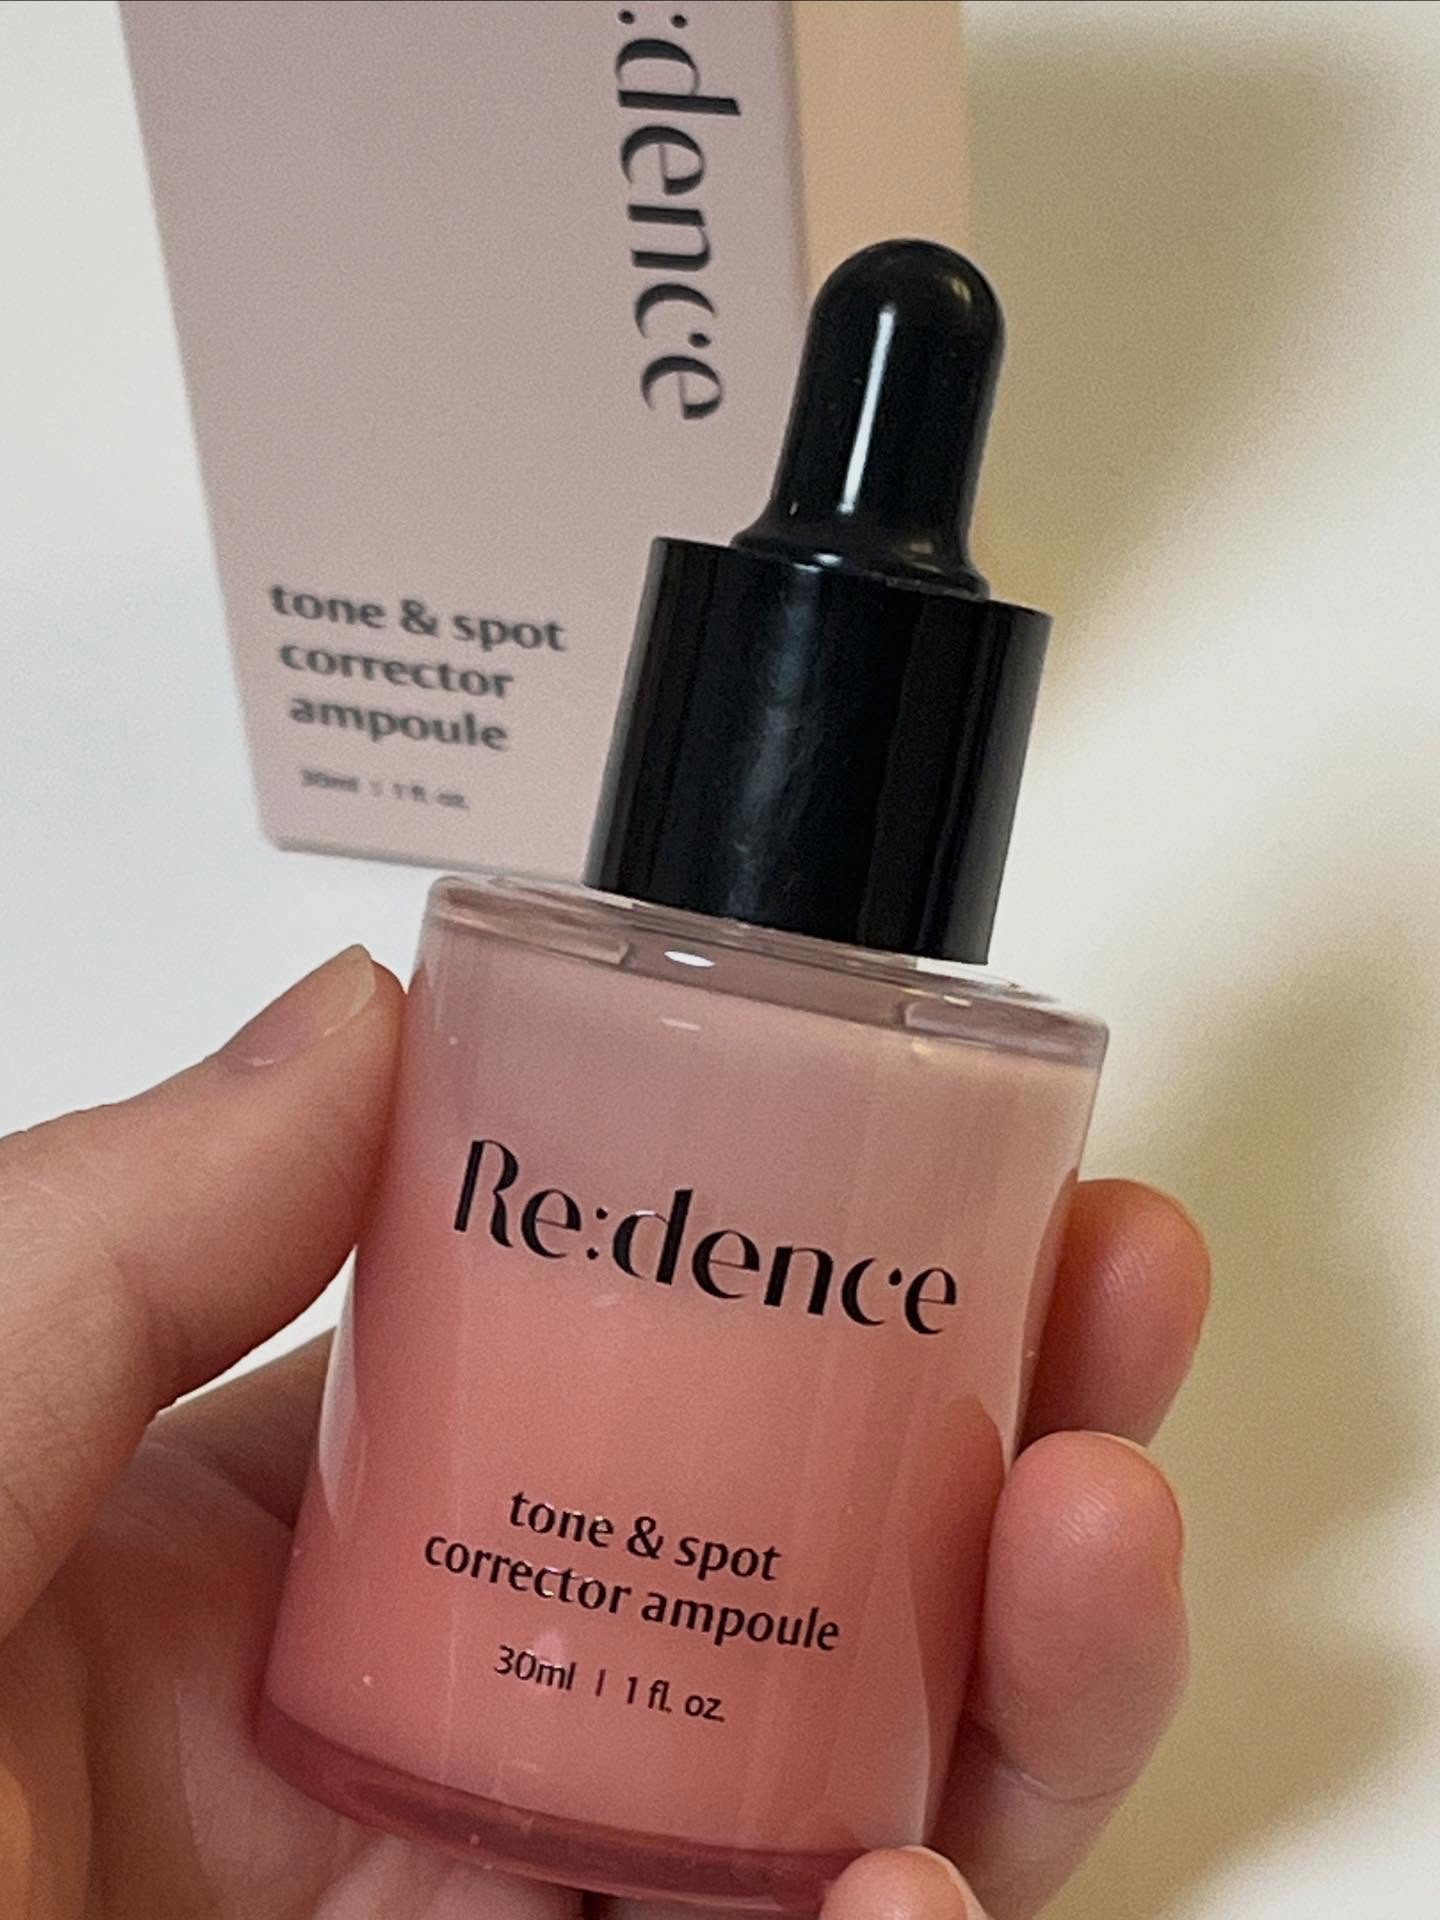 :dence
tone & spot
corrector
ampoule
30ml | 1 fl. oz.
Re:dence
tone & spot
corrector ampoule
30ml | 1 fl. oz.